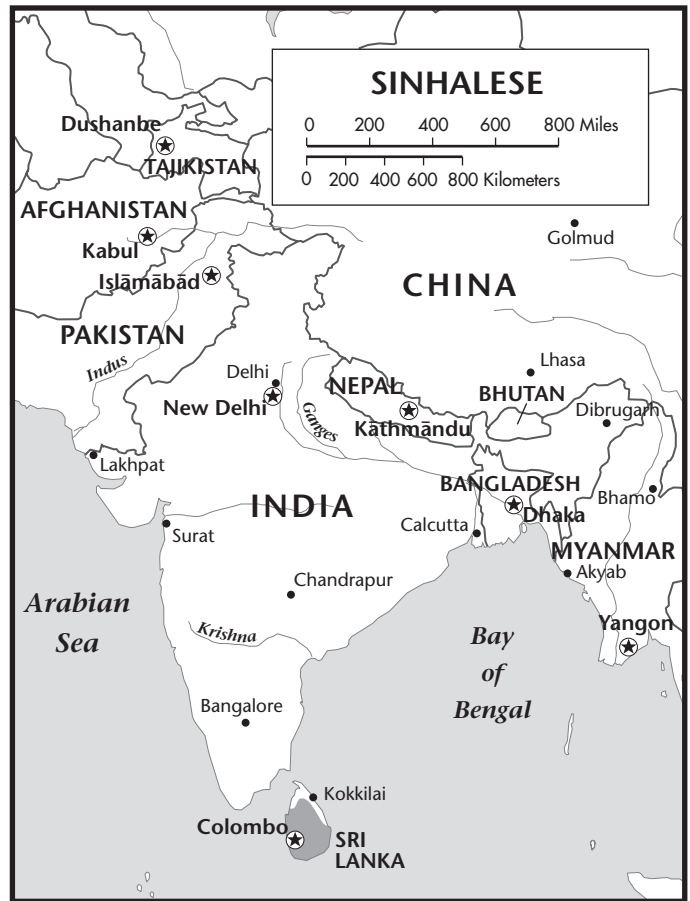 SINHALESE
0 200 400 600 800 Miles
0 200 400 600 800 Kilometers
Dushanbe
TAJIKISTAN
AFGHANISTAN
Kabul
Golmud
Islāmābād
CHINA
PAKISTAN
Indus
Delhi
Lhasa
NEPAL
BHUTAN
New Delhi
Ganges
Dibrugarh
Kāthmāndu
Lakhpat
BANGLADESH
Bhamo
INDIA
Dhaka
Calcutta
Surat
MYANMAR
Akyab
Chandrapur
Arabian
Sea
Yangon
Krishna
Bay
of
Bengal
Bangalore
Kokkilai
Colombo
SRI
LANKA